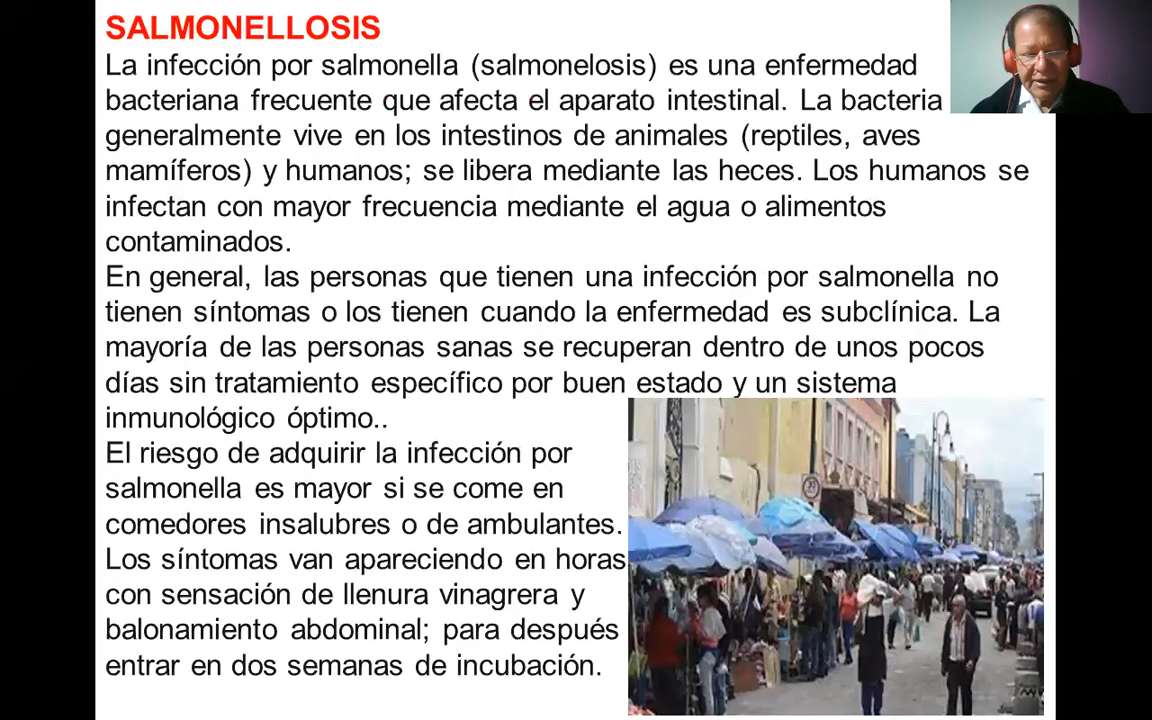 SALMONELLOSIS
La infección por salmonella (salmonelosis) es una enfermedad
bacteriana frecuente que afecta el aparato intestinal. La bacteria
generalmente vive en los intestinos de animales (reptiles, aves
mamíferos) y humanos; se libera mediante las heces. Los humanos se
infectan con mayor frecuencia mediante el agua o alimentos
contaminados.
En general, las personas que tienen una infección por salmonella no
tienen síntomas o los tienen cuando la enfermedad es subclínica. La
mayoría de las personas sanas se recuperan dentro de unos pocos
días sin tratamiento específico por buen estado y un sistema
inmunológico óptimo..
El riesgo de adquirir la infección por
salmonella es mayor si se come en
comedores insalubres o de ambulantes.
Los síntomas van apareciendo en horas
con sensación de llenura vinagrera y
balonamiento abdominal; para después
entrar en dos semanas de incubación.